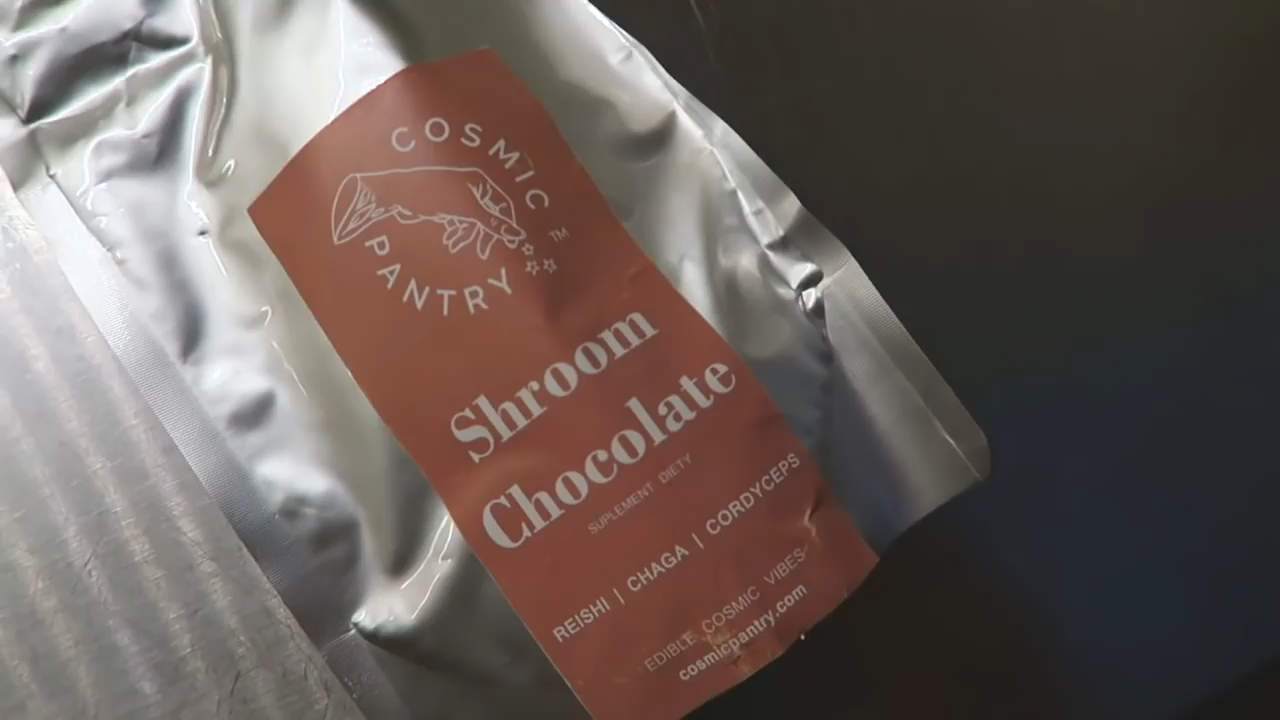 COSMIC
PANTRY
TM
Shroom
Chocolate
SUPLEMENT DIETY
REISHI | CHAGA | CORDYCEPS
EDIBLE COSMIC VIBES
cosmicpantry.com